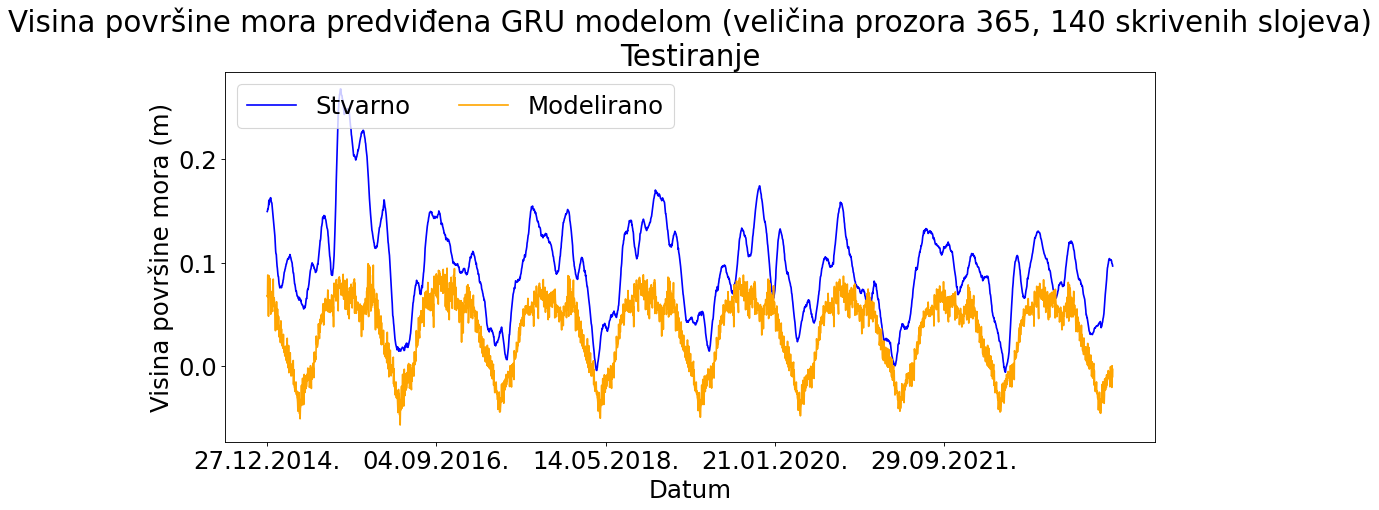 Visina površine mora predviđena GRU modelom (veličina prozora 365, 140 skrivenih slojeva)
Testiranje
Stvarno
Modelirano
Visina površine mora (m)
0.2
0.1
0.0
27.12.2014.
04.09.2016.
14.05.2018.
21.01.2020.
29.09.2021.
Datum